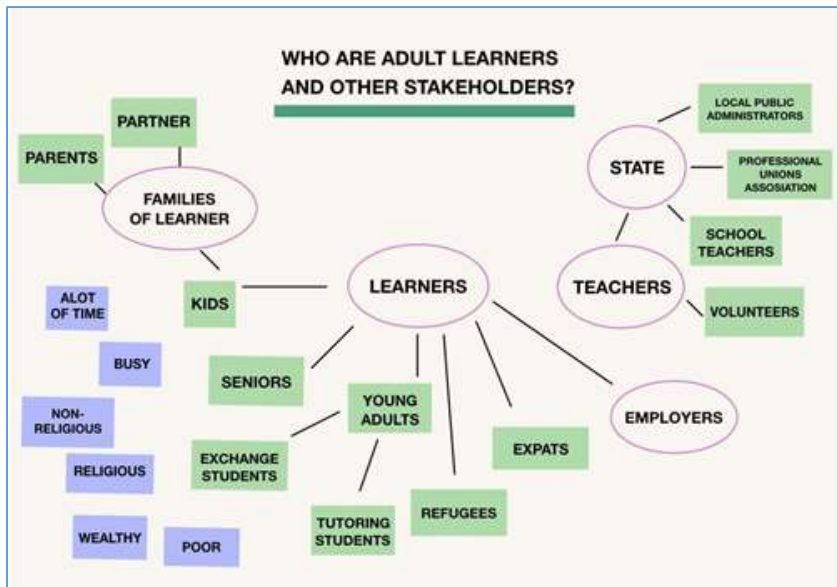 WHO ARE ADULT LEARNERS
AND OTHER STAKEHOLDERS?
PARTNER
PARENTS
FAMILIES
OF LEARNER
KIDS
LOCAL PUBLIC
ADMINISTRATORS
STATE
PROFESSIONAL
UNIONS
ASSOSIATION
SCHOOL
TEACHERS
TEACHERS
VOLUNTEERS
LEARNERS
EMPLOYERS
SENIORS
YOUNG
ADULTS
EXCHANGE
STUDENTS
TUTORING
STUDENTS
REFUGEES
EXPATS
ALOT
OF TIME
BUSY
NON-
RELIGIOUS
RELIGIOUS
WEALTHY
POOR